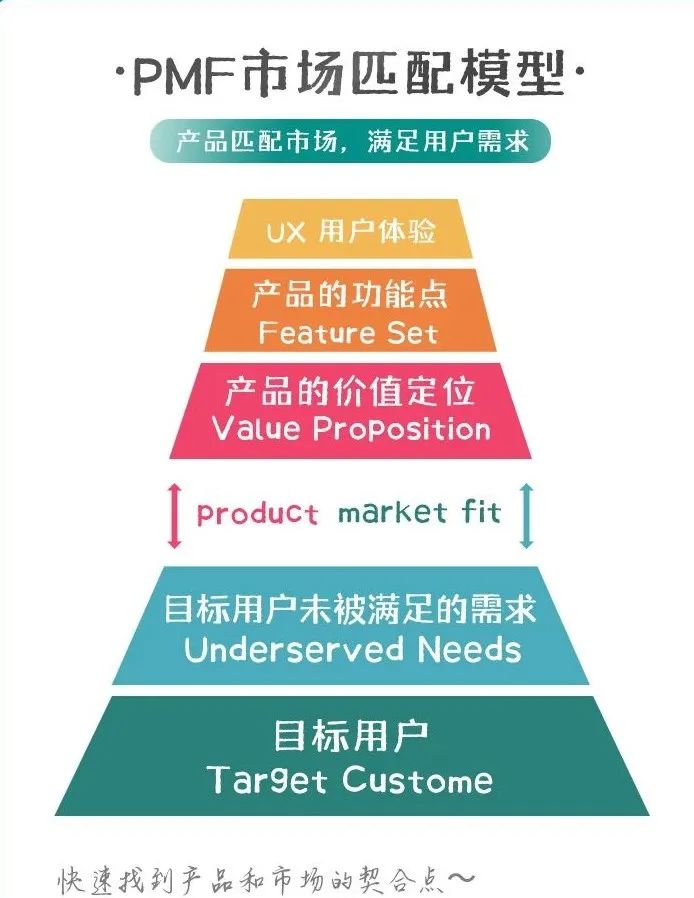 ·PMF市场匹配模型·
产品匹配市场，满足用户需求
UX 用户体验
产品的功能点
Feature Set
产品的价值定位
Value Proposition
product market fit
目标用户未被满足的需求
Underserved Needs
目标用户
Target Custome
快速找到产品和市场的契合点～